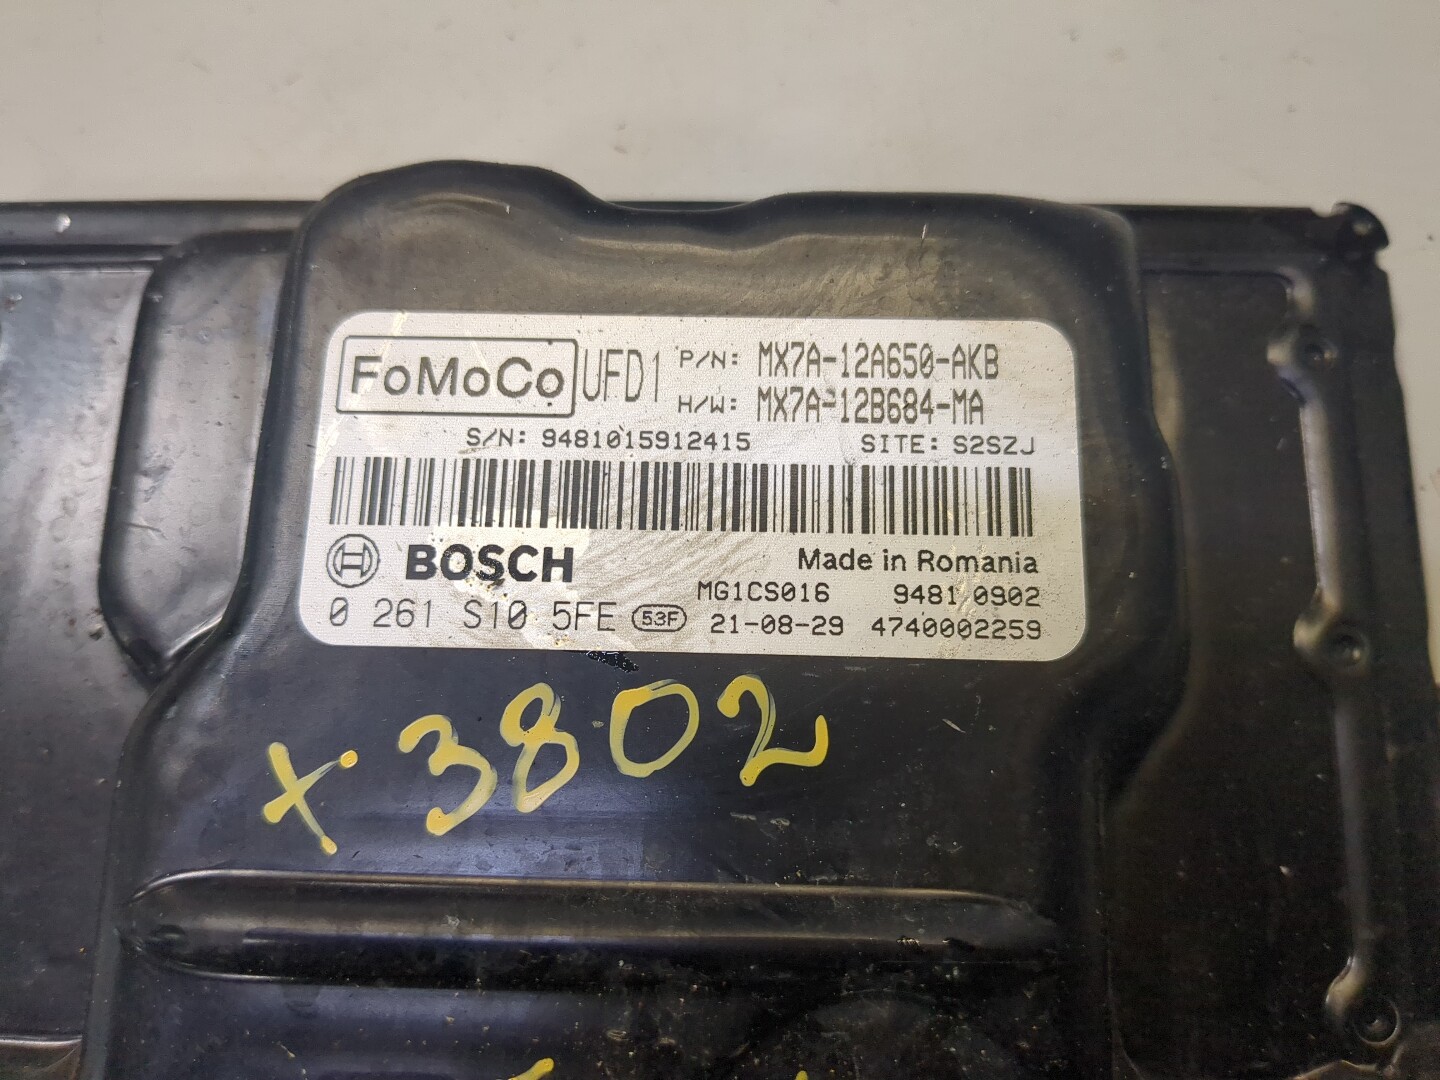 FoMoCo UFD1 P/N: MX7A-12A650-AKB
H/W: MX7A-12B684-MA
S/N: 9481015912415 SITE: S2SZJ
BOSCH Made in Romania
MG1CS016 9481 0902
0 261 S10 5FE 53F 21-08-29 4740002259
x 3802